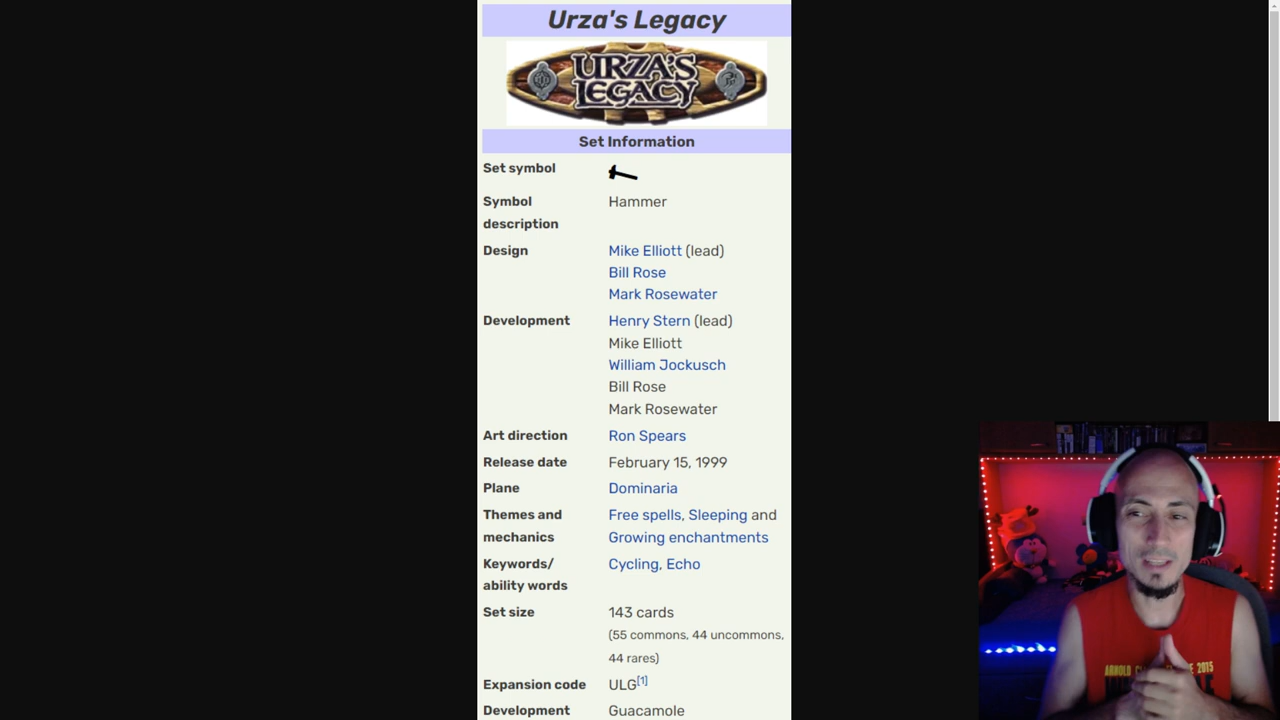 Urza's Legacy
URZA'S
LEGACY
Set Information
Set symbol
Symbol description
Hammer
Design
Mike Elliott (lead)
Bill Rose
Mark Rosewater
Development
Henry Stern (lead)
Mike Elliott
William Jockusch
Bill Rose
Mark Rosewater
Art direction
Ron Spears
Release date
February 15, 1999
Plane
Dominaria
Themes and
mechanics
Free spells, Sleeping and
Growing enchantments
Keywords/
ability words
Cycling, Echo
Set size
143 cards
(55 commons, 44 uncommons,
44 rares)
Expansion code
ULG[1]
Development
Guacamole
ARNOLD 2015